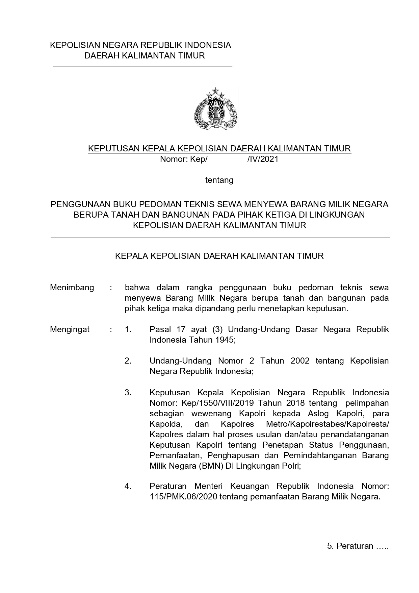 KEPOLISIAN NEGARA REPUBLIK INDONESIA
DAERAH KALIMANTAN TIMUR
KEPUTUSAN KEPALA KEPOLISIAN DAERAH KALIMANTAN TIMUR
Nomor: Kep/ /IV/2021
tentang
PENGGUNAAN BUKU PEDOMAN TEKNIS SEWA MENYEWA BARANG MILIK NEGARA
BERUPA TANAH DAN BANGUNAN PADA PIHAK KETIGA DI LINGKUNGAN
KEPOLISIAN DAERAH KALIMANTAN TIMUR
KEPALA KEPOLISIAN DAERAH KALIMANTAN TIMUR
Menimbang : bahwa dalam rangka penggunaan buku pedoman teknis sewa
menyewa Barang Milik Negara berupa tanah dan bangunan pada
pihak ketiga maka dipandang perlu menetapkan keputusan.
Mengingat : 1. Pasal 17 ayat (3) Undang-Undang Dasar Negara Republik
Indonesia Tahun 1945;
2. Undang-Undang Nomor 2 Tahun 2002 tentang Kepolisian
Negara Republik Indonesia;
3. Keputusan Kepala Kepolisian Negara Republik Indonesia
Nomor: Kep/1550/VIII/2019 Tahun 2018 tentang pelimpahan
sebagian wewenang Kapolri kepada Aslog Kapolri, para
Kapolda, dan Kapolres Metro/Kapolrestabes/Kapolresta/
Kapolres dalam hal proses usulan dan/atau penandatanganan
Keputusan Kapolri tentang Penetapan Status Penggunaan,
Pemanfaatan, Penghapusan dan Pemindahtanganan Barang
Milik Negara (BMN) Di Lingkungan Polri;
4. Peraturan Menteri Keuangan Republik Indonesia Nomor:
115/PMK.06/2020 tentang pemanfaatan Barang Milik Negara.
5. Peraturan …..